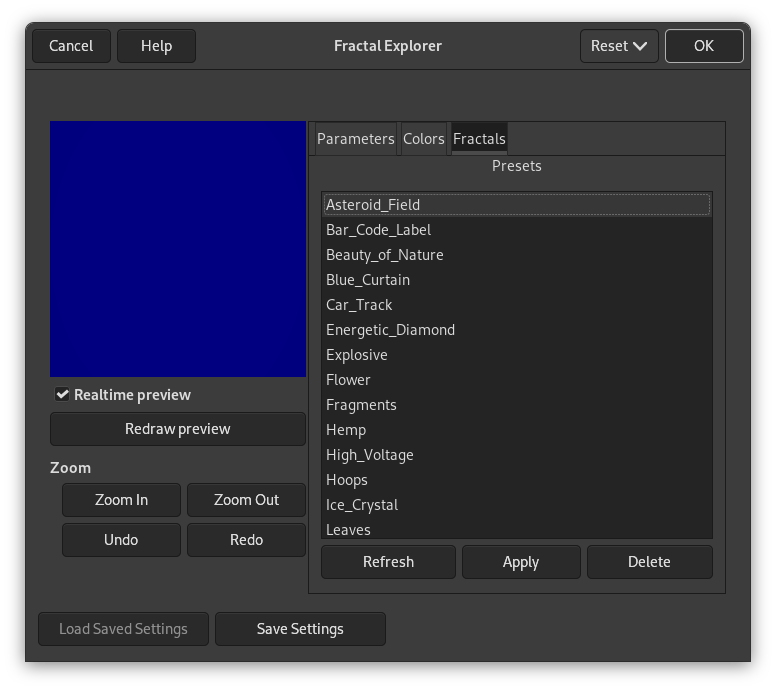 Cancel Help Fractal Explorer Reset OK
Parameters Colors Fractals
Presets
Asteroid_Field
Bar_Code_Label
Beauty_of_Nature
Blue_Curtain
Car_Track
Energetic_Diamond
Explosive
Flower
Fragments
Hemp
High_Voltage
Hoops
Ice_Crystal
Leaves
Realtime preview
Redraw preview
Zoom
Zoom In Zoom Out
Undo Redo
Refresh Apply Delete
Load Saved Settings Save Settings